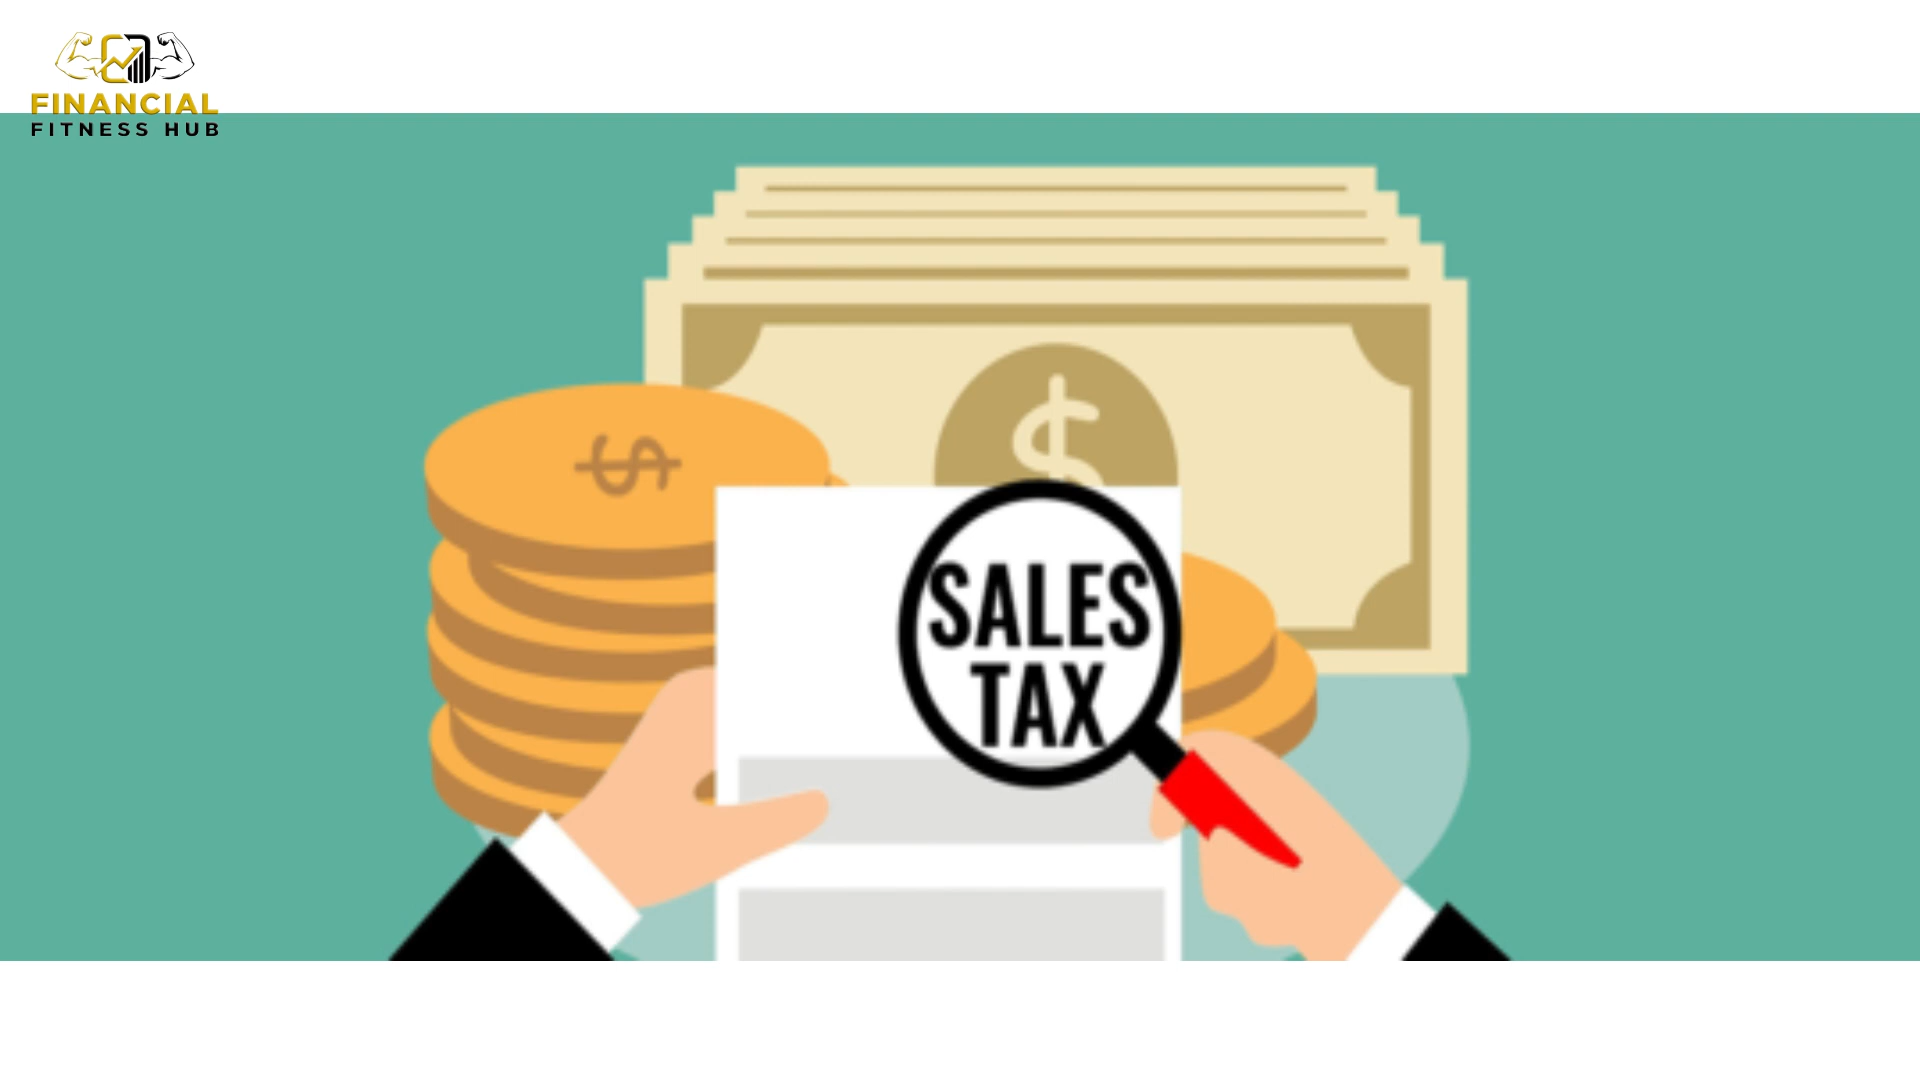 FINANCIAL
FITNESS HUB
$
$
SALES
TAX